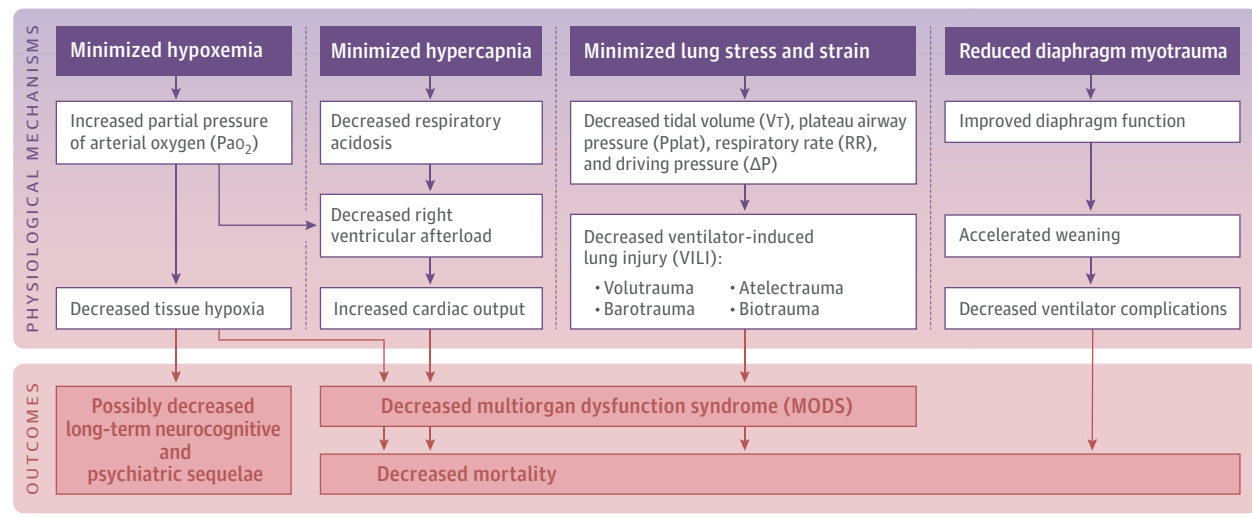 PHYSIOLOGICAL MECHANISMS
Minimized hypoxemia
Increased partial pressure
of arterial oxygen (PaO₂)
Decreased tissue hypoxia
Minimized hypercapnia
Decreased respiratory
acidosis
Decreased right
ventricular afterload
Increased cardiac output
Minimized lung stress and strain
Decreased tidal volume (VT), plateau airway
pressure (Pplat), respiratory rate (RR),
and driving pressure (ΔP)
Decreased ventilator-induced
lung injury (VILI):
• Volutrauma • Atelectrauma
• Barotrauma • Biotrauma
Reduced diaphragm myotrauma
Improved diaphragm function
Accelerated weaning
Decreased ventilator complications
OUTCOMES
Possibly decreased
long-term neurocognitive
and
psychiatric sequelae
Decreased multiorgan dysfunction syndrome (MODS)
Decreased mortality